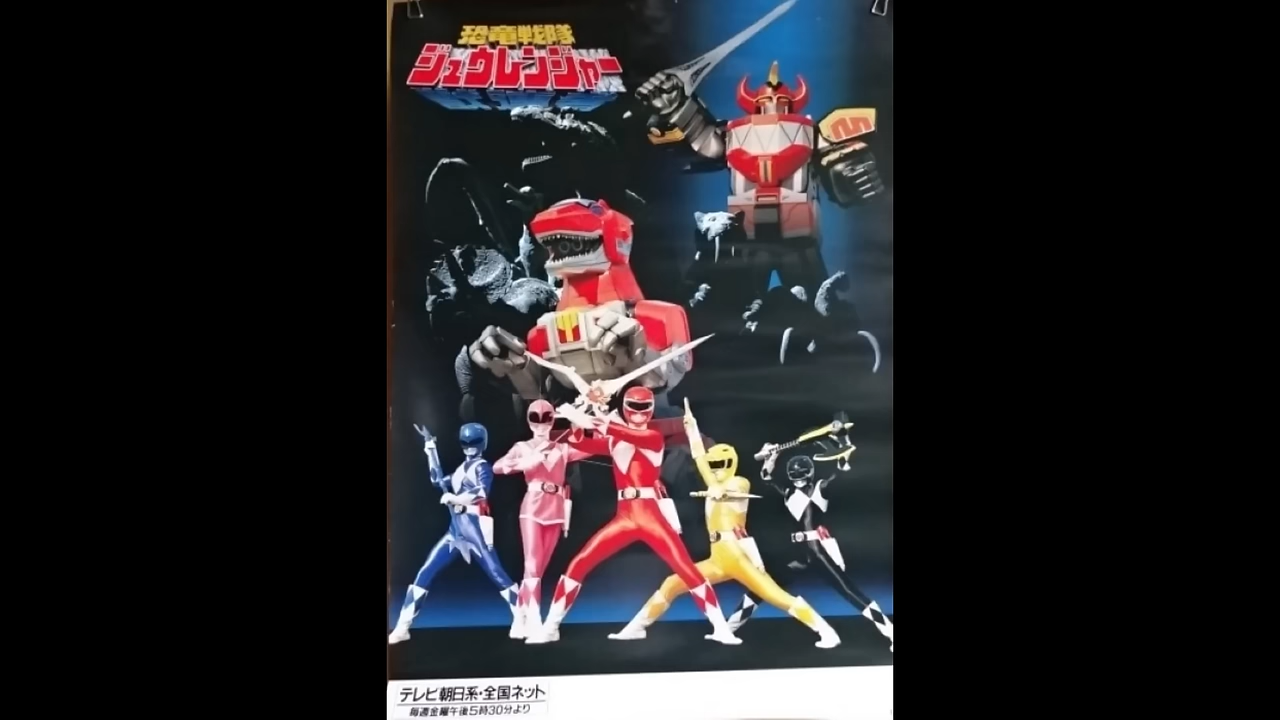 恐竜戦隊
ジュウレンジャー
テレビ朝日系・全国ネット
毎週金曜午後5時30分より